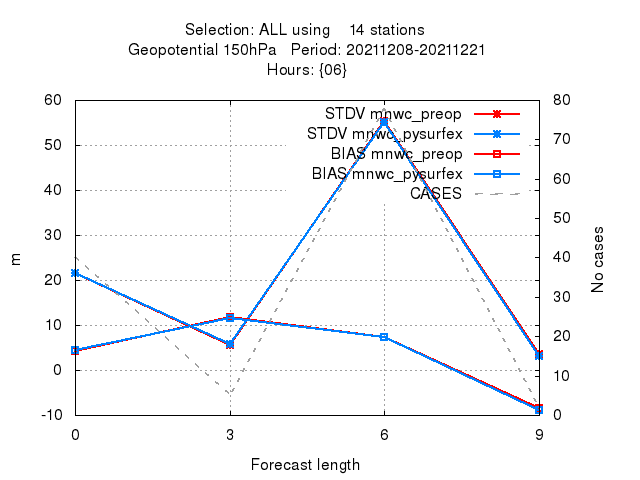 Selection: ALL using    14 stations
Geopotential 150hPa   Period: 20211208-20211221
Hours: {06}
STDV mnwc_preop
STDV mnwc_pysurfex
BIAS mnwc_preop
BIAS mnwc_pysurfex
CASES
60
50
40
30
20
10
0
-10
m
80
70
60
50
40
30
20
10
0
No cases
0 3 6 9
Forecast length